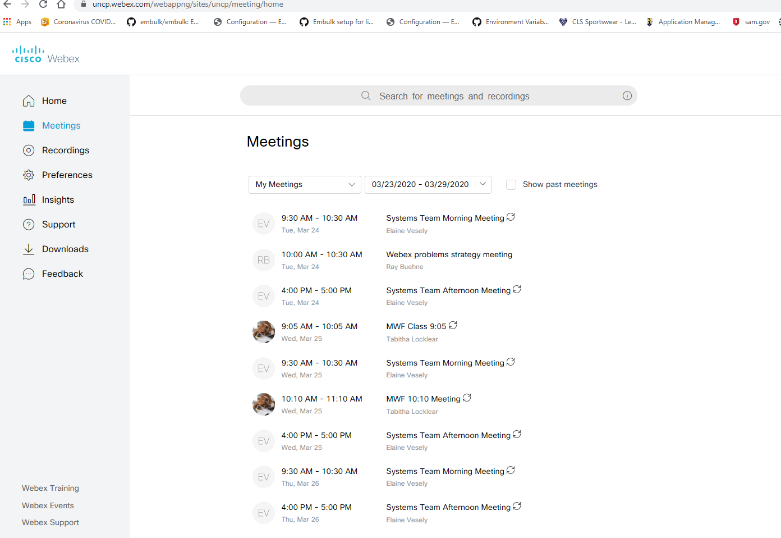 uncp.webex.com/webappng/sites/uncp/meeting/home
Apps Coronavirus COVID... embulk/embulk: E... Configuration — E... Embulk setup for li... Configuration — E... Environment Variab... CLS Sportwear - Le... Application Manag... sam.gov
CISCO Webex
Search for meetings and recordings
Home
Meetings
Recordings
Preferences
Insights
Support
Downloads
Feedback
Webex Training
Webex Events
Webex Support
Meetings
My Meetings 03/23/2020 - 03/29/2020 Show past meetings
EV 9:30 AM - 10:30 AM Systems Team Morning Meeting
Tue, Mar 24 Elaine Vesely
RB 10:00 AM - 10:30 AM Webex problems strategy meeting
Tue, Mar 24 Ray Buehne
EV 4:00 PM - 5:00 PM Systems Team Afternoon Meeting
Tue, Mar 24 Elaine Vesely
9:05 AM - 10:05 AM MWF Class 9:05
Wed, Mar 25 Tabitha Locklear
EV 9:30 AM - 10:30 AM Systems Team Morning Meeting
Wed, Mar 25 Elaine Vesely
10:10 AM - 11:10 AM MWF 10:10 Meeting
Wed, Mar 25 Tabitha Locklear
EV 4:00 PM - 5:00 PM Systems Team Afternoon Meeting
Wed, Mar 25 Elaine Vesely
EV 9:30 AM - 10:30 AM Systems Team Morning Meeting
Thu, Mar 26 Elaine Vesely
EV 4:00 PM - 5:00 PM Systems Team Afternoon Meeting
Thu, Mar 26 Elaine Vesely